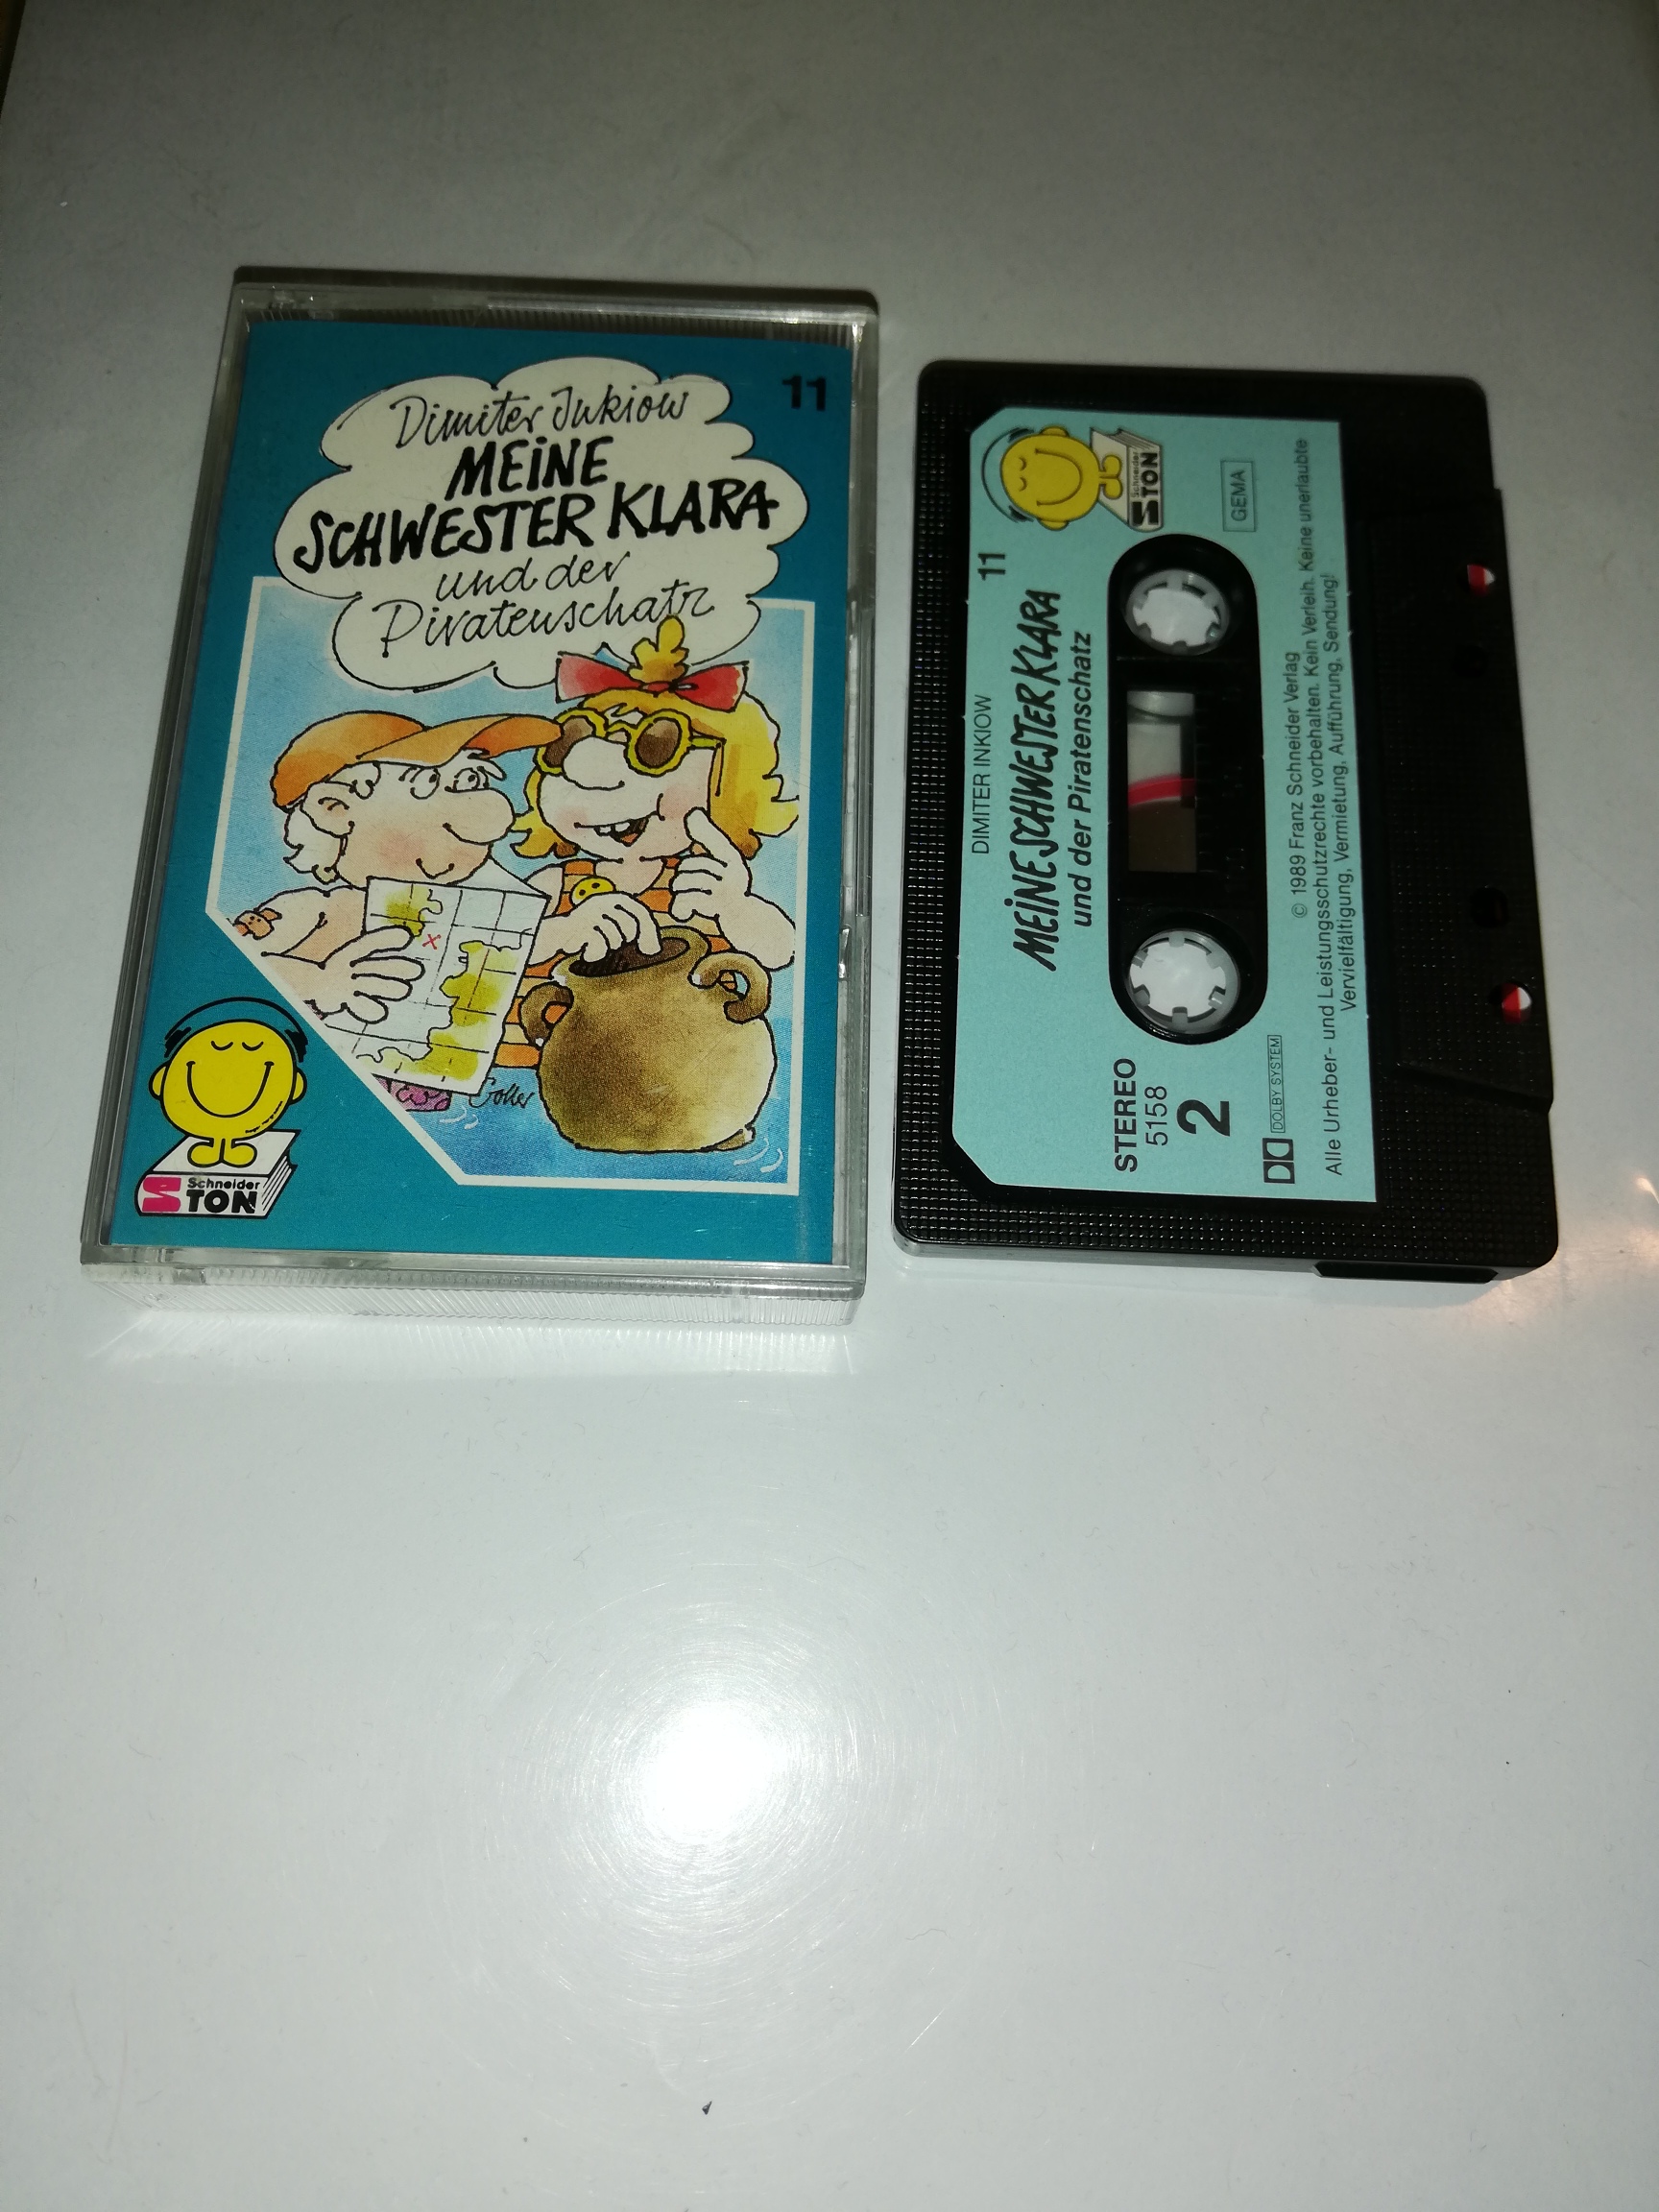 11
Dimiter Inkiow
MEiNE
SCHWESTER KLARA
und der
Piratenschatz
Goller
Schneider
TON
Schneider
TON
11
DIMITER INKIOW
MEiNE SCHWESTER KLARA
und der Piratenschatz
GEMA
STEREO
5158
2
DOLBY SYSTEM
© 1989 Franz Schneider Verlag
Alle Urheber- und Leistungsschutzrechte vorbehalten. Kein Verleih. Keine unerlaubte
Vervielfältigung, Vermietung, Aufführung, Sendung!